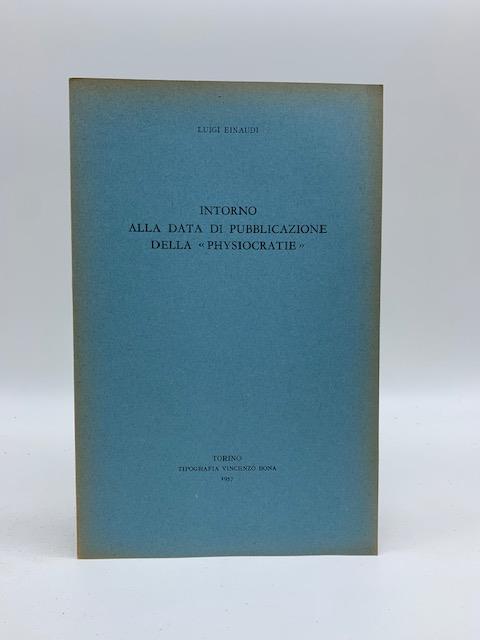 LUIGI EINAUDI
INTORNO
ALLA DATA DI PUBBLICAZIONE
DELLA «PHYSIOCRATIE»
TORINO
TIPOGRAFIA VINCENZO BONA
1957